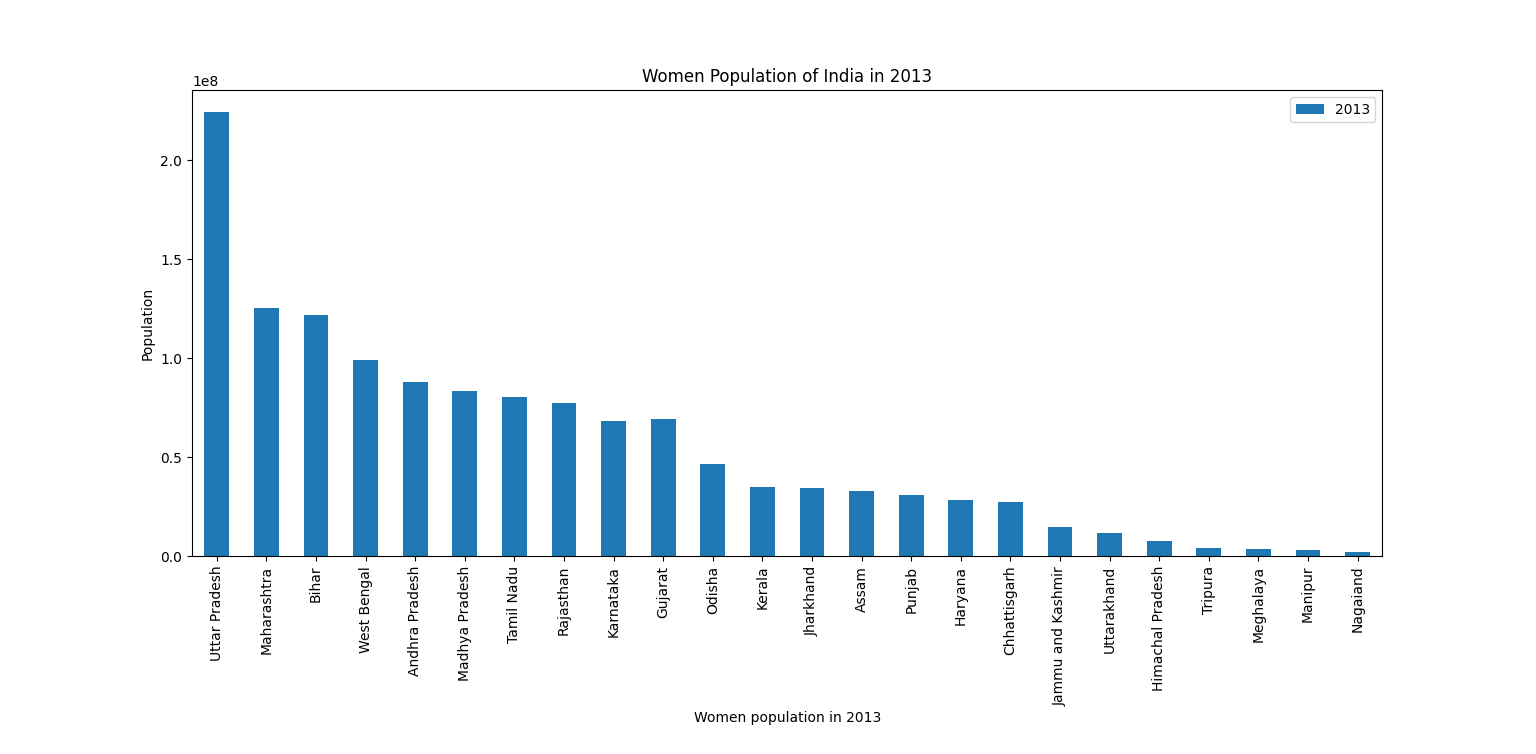 Women Population of India in 2013
1e8
2013
2.0
1.5
1.0
0.5
0.0
Population
Uttar Pradesh
Maharashtra
Bihar
West Bengal
Andhra Pradesh
Madhya Pradesh
Tamil Nadu
Rajasthan
Karnataka
Gujarat
Odisha
Kerala
Jharkhand
Assam
Punjab
Haryana
Chhattisgarh
Jammu and Kashmir
Uttarakhand
Himachal Pradesh
Tripura
Meghalaya
Manipur
Nagaiand
Women population in 2013